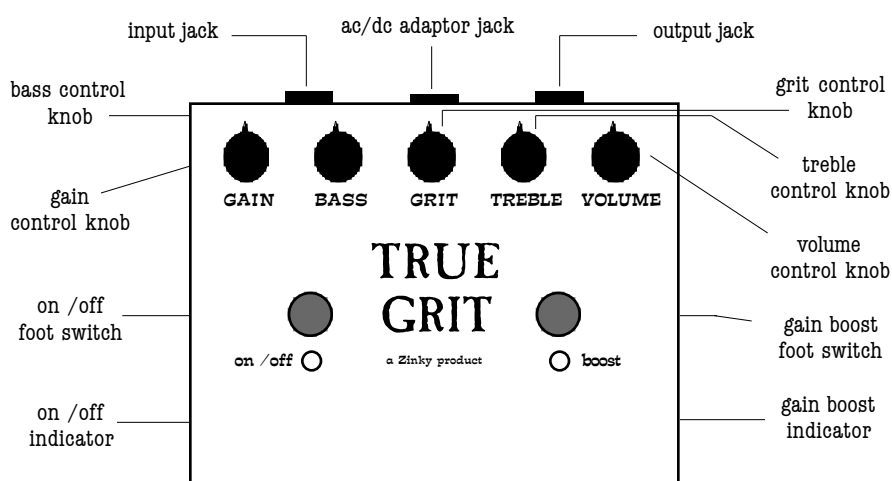 input jack
ac/dc adaptor jack
output jack
bass control
knob
grit control
knob
treble
control knob
gain
control knob
GAIN
BASS
GRIT
TREBLE
VOLUME
volume
control knob
TRUE
GRIT
on /off
foot switch
gain boost
foot switch
on /off
a Zinky product
boost
on /off
indicator
gain boost
indicator